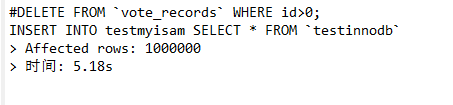 #DELETE FROM `vote_records` WHERE id>0;
INSERT INTO testmyisam SELECT * FROM `testinnodb`
> Affected rows: 1000000
> 时间: 5.18s